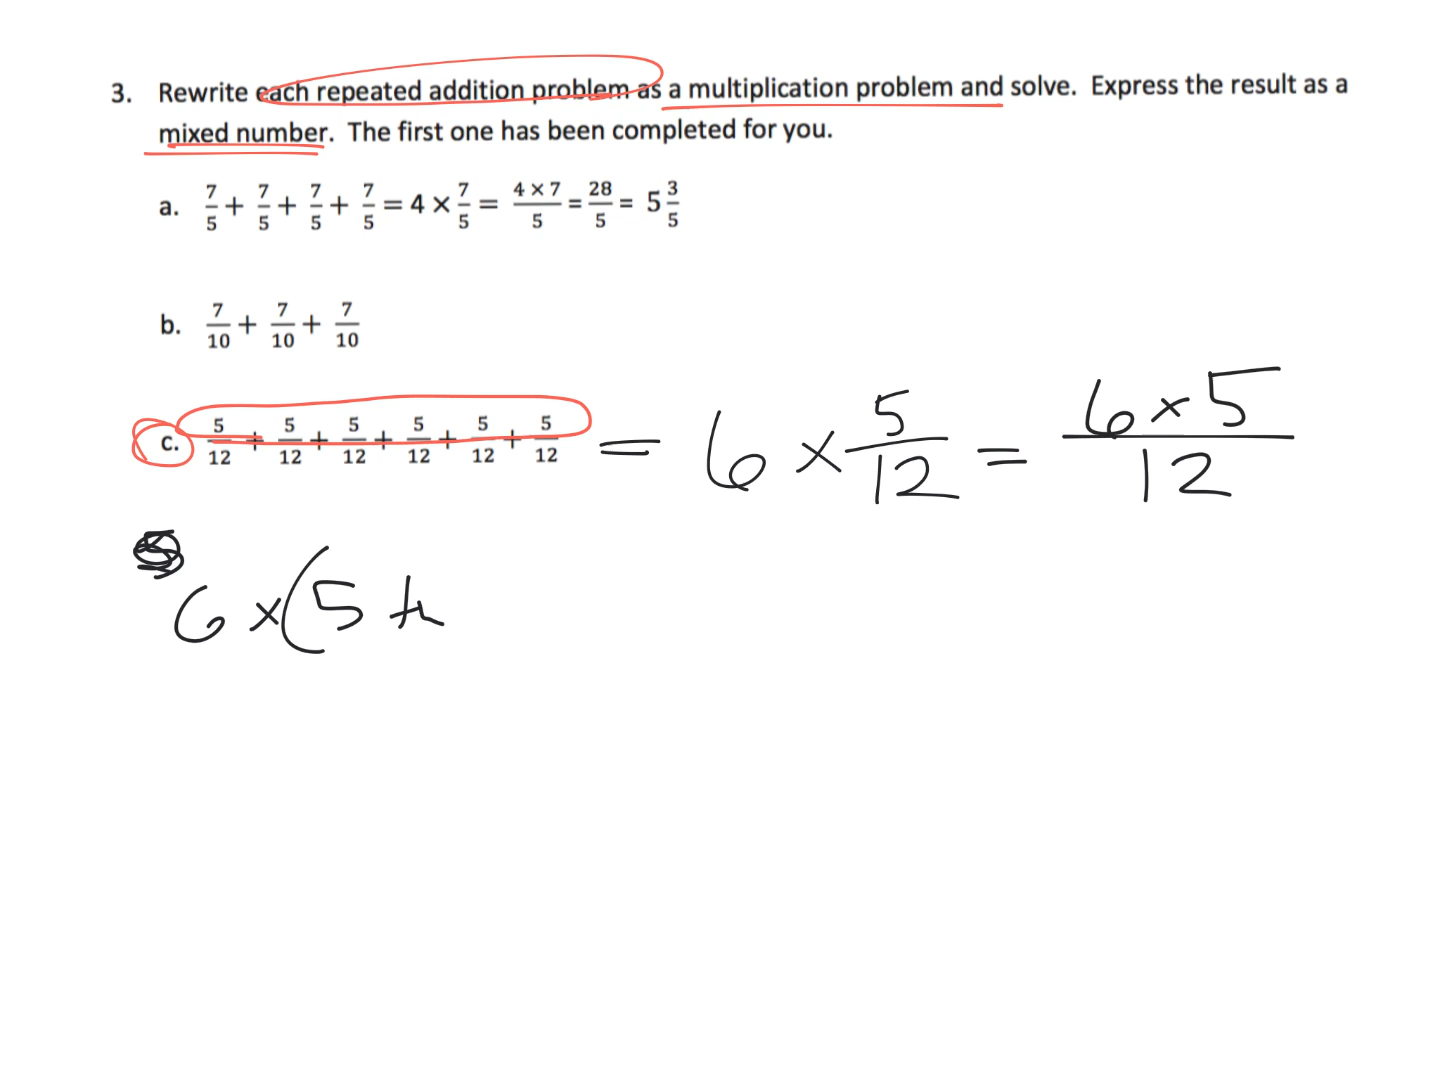 3. Rewrite each repeated addition problem as a multiplication problem and solve. Express the result as a
mixed number. The first one has been completed for you.
a. 7/5 + 7/5 + 7/5 + 7/5 = 4 × 7/5 = 4 × 7/5 = 28/5 = 5 3/5
b. 7/10 + 7/10 + 7/10
c. 5/12 + 5/12 + 5/12 + 5/12 + 5/12 + 5/12 = 6 × 5/12 = 6 × 5/12
6 × (5 t